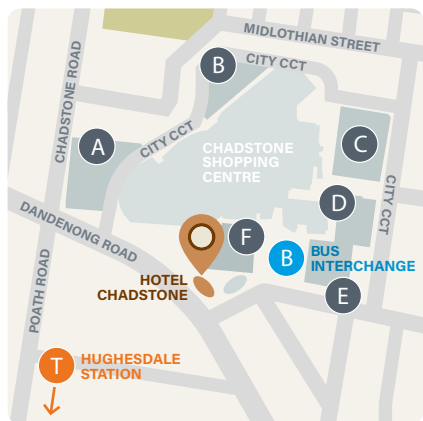 MIDLOTHIAN STREET
CITY CCT
B
CHADSTONE ROAD
A
CITY CCT
CHADSTONE
SHOPPING
CENTRE
C
CITY CCT
D
DANDENONG ROAD
F
B
BUS
INTERCHANGE
HOTEL
CHADSTONE
E
POATH ROAD
T
HUGHESDALE
STATION